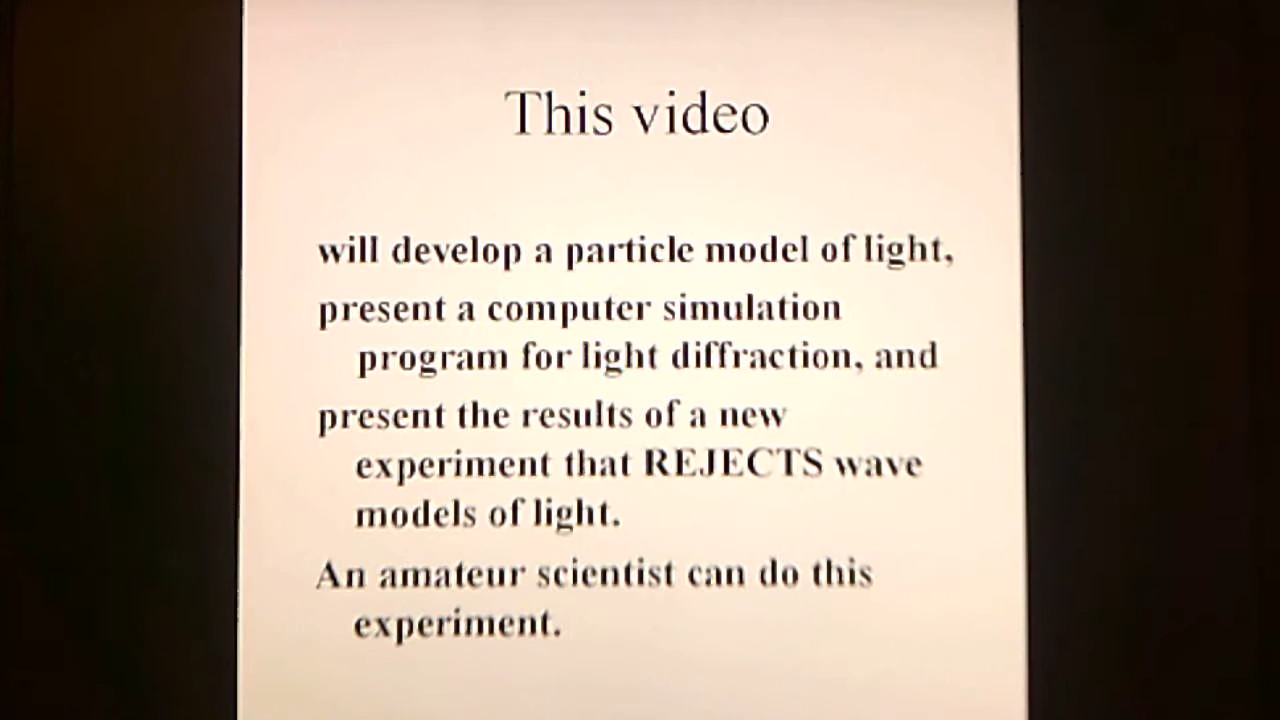 This video
will develop a particle model of light,
present a computer simulation
program for light diffraction, and
present the results of a new
experiment that REJECTS wave
models of light.
An amateur scientist can do this
experiment.